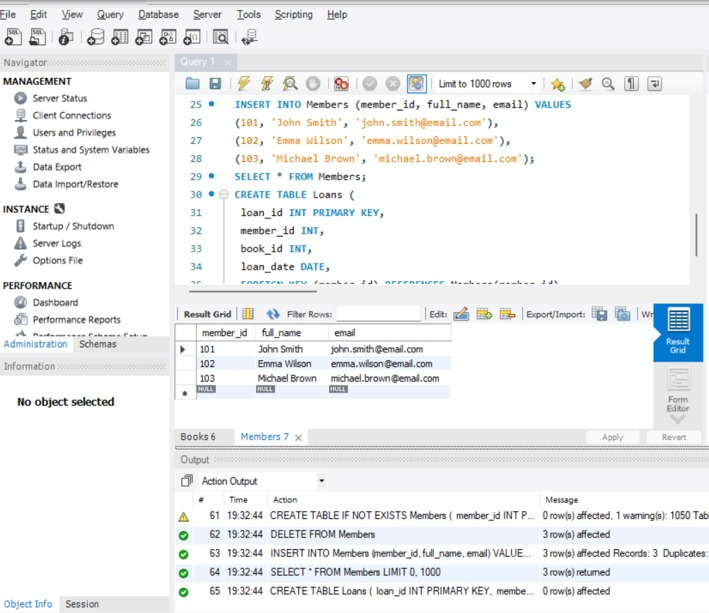 File Edit View Query Database Server Tools Scripting Help
Navigator
MANAGEMENT
Server Status
Client Connections
Users and Privileges
Status and System Variables
Data Export
Data Import/Restore
INSTANCE
Startup / Shutdown
Server Logs
Options File
PERFORMANCE
Dashboard
Performance Reports
Performance Schema Setup
Administration Schemas
Information
No object selected
Object Info Session
Query 1
Limit to 1000 rows
25 INSERT INTO Members (member_id, full_name, email) VALUES
26 (101, 'John Smith', 'john.smith@email.com'),
27 (102, 'Emma Wilson', 'emma.wilson@email.com'),
28 (103, 'Michael Brown', 'michael.brown@email.com');
29 SELECT * FROM Members;
30 CREATE TABLE Loans (
31 loan_id INT PRIMARY KEY,
32 member_id INT,
33 book_id INT,
34 loan_date DATE,
35 FOREIGN KEY (member_id) REFERENCES Members(member_id)
Result Grid Filter Rows: Edit: Export/Import: Wr
member_id full_name email
101 John Smith john.smith@email.com
102 Emma Wilson emma.wilson@email.com
103 Michael Brown michael.brown@email.com
NULL NULL NULL
Result Grid
Form Editor
Books 6 Members 7 Apply Revert
Output
Action Output
# Time Action Message
61 19:32:44 CREATE TABLE IF NOT EXISTS Members ( member_id INT P... 0 row(s) affected, 1 warning(s): 1050 Tab
62 19:32:44 DELETE FROM Members 3 row(s) affected
63 19:32:44 INSERT INTO Members (member_id, full_name, email) VALUE... 3 row(s) affected Records: 3 Duplicates:
64 19:32:44 SELECT * FROM Members LIMIT 0, 1000 3 row(s) returned
65 19:32:44 CREATE TABLE Loans ( loan_id INT PRIMARY KEY, membe... 0 row(s) affected